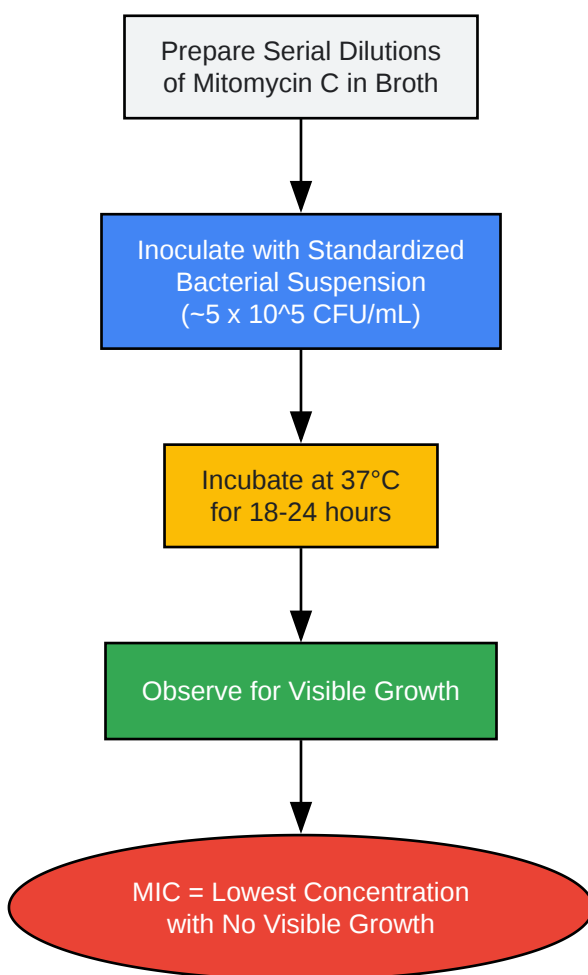 Prepare Serial Dilutions
of Mitomycin C in Broth
Inoculate with Standardized
Bacterial Suspension
(~5 x 10^5 CFU/mL)
Incubate at 37°C
for 18-24 hours
Observe for Visible Growth
MIC = Lowest Concentration
with No Visible Growth